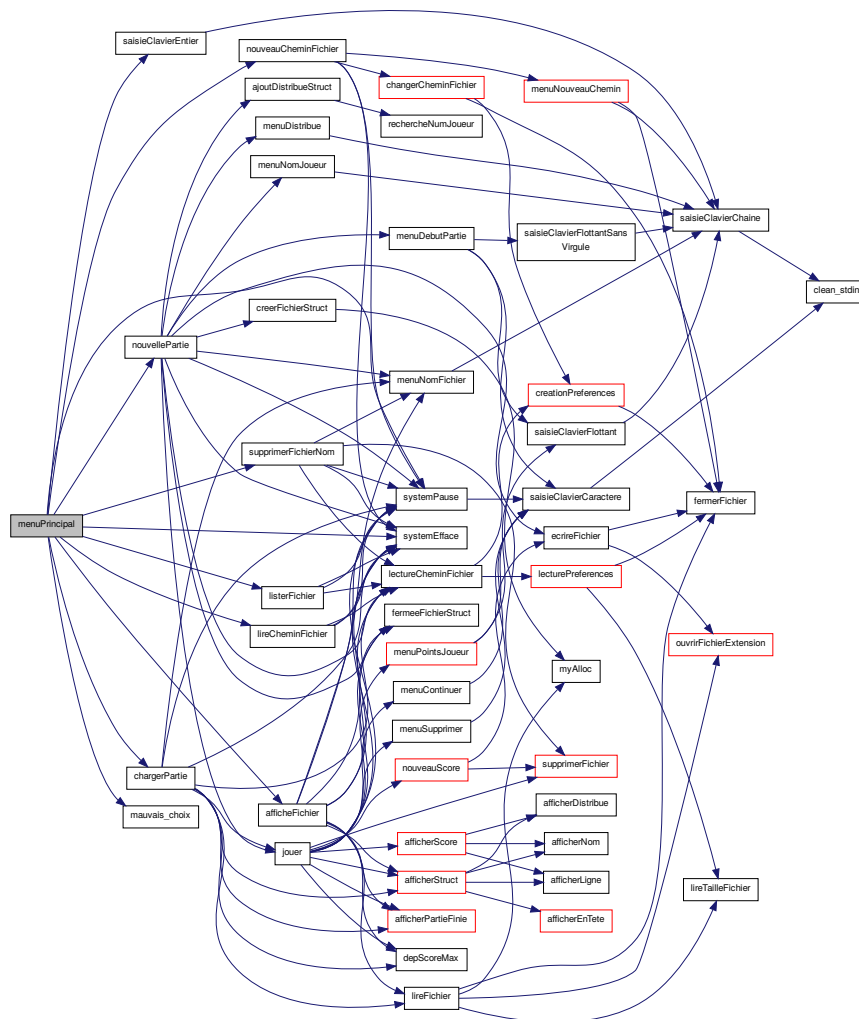 saisieClavierEntier
nouveauCheminFichier
changerCheminFichier
menuNouveauChemin
ajoutDistribueStruct
rechercheNumJoueur
menuDistribue
menuNomJoueur
saisieClavierChaine
menuDebutPartie
saisieClavierFlottantSans
Virgule
clean_stdin
creerFichierStruct
nouvellePartie
menuNomFichier
creationPreferences
saisieClavierFlottant
supprimerFichierNom
systemPause
saisieClavierCaractere
fermerFichier
menuPrincipal
systemEfface
ecrireFichier
lectureCheminFichier
lecturePreferences
listerFichier
fermeeFichierStruct
lireCheminFichier
menuPointsJoueur
ouvrirFichierExtension
myAlloc
menuContinuer
menuSupprimer
chargerPartie
nouveauScore
supprimerFichier
afficheFichier
mauvais_choix
afficherDistribue
jouer
afficherScore
afficherNom
afficherStruct
afficherLigne
lireTailleFichier
afficherPartieFinie
afficherEnTete
depScoreMax
lireFichier